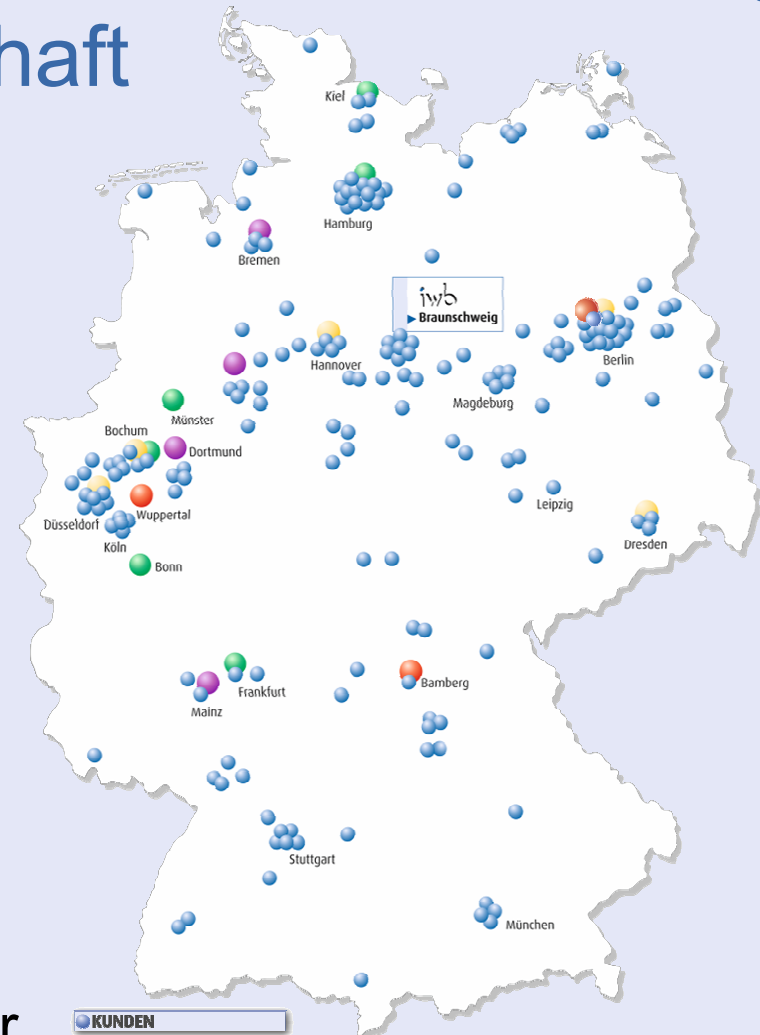 haft
Kief
Hamburg
Bremen
iwb
Braunschweig
Hannover
Berlin
Magdeburg
Münster
Bochum
Dortmund
Leipzig
Düsseldorf
Wuppertal
Köln
Dresden
Bonn
Bamberg
Frankfurt
Mainz
Stuttgart
München
r
KUNDEN